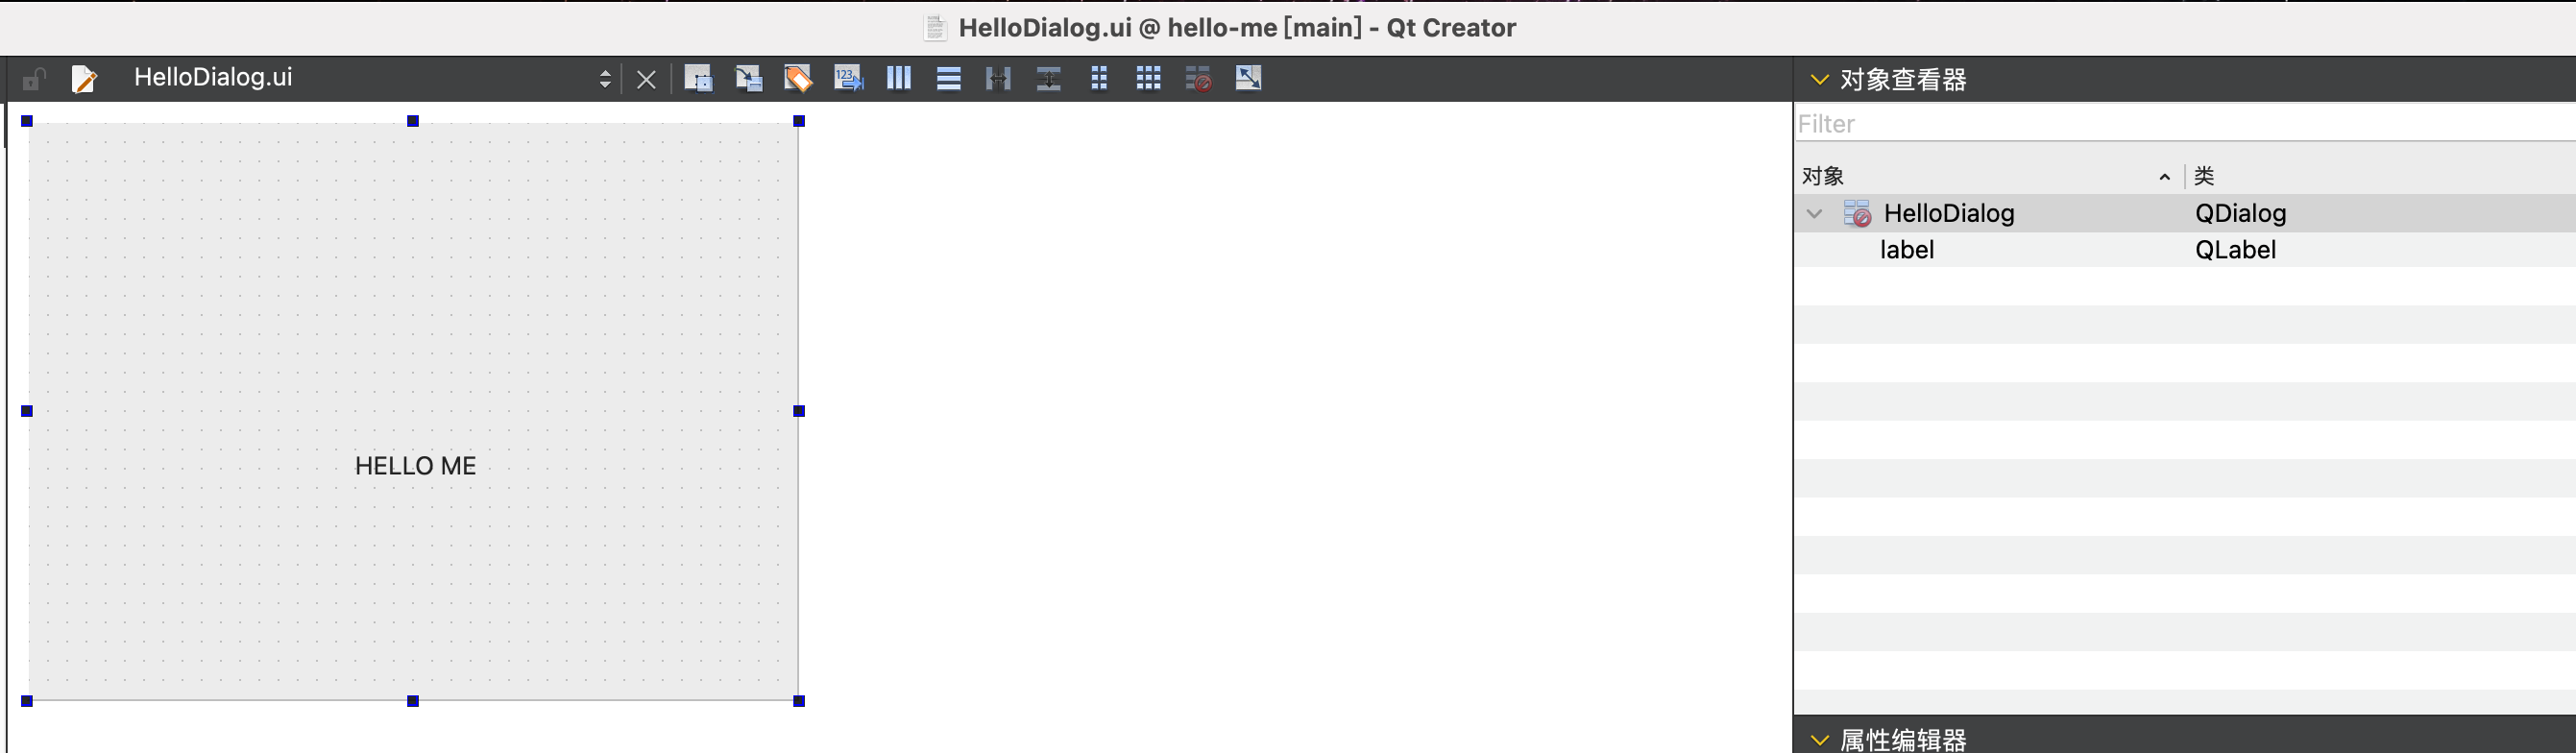 HelloDialog.ui @ hello-me [main] - Qt Creator
HelloDialog.ui
123
对象查看器
Filter
对象 类
HelloDialog QDialog
label QLabel
HELLO ME
属性编辑器